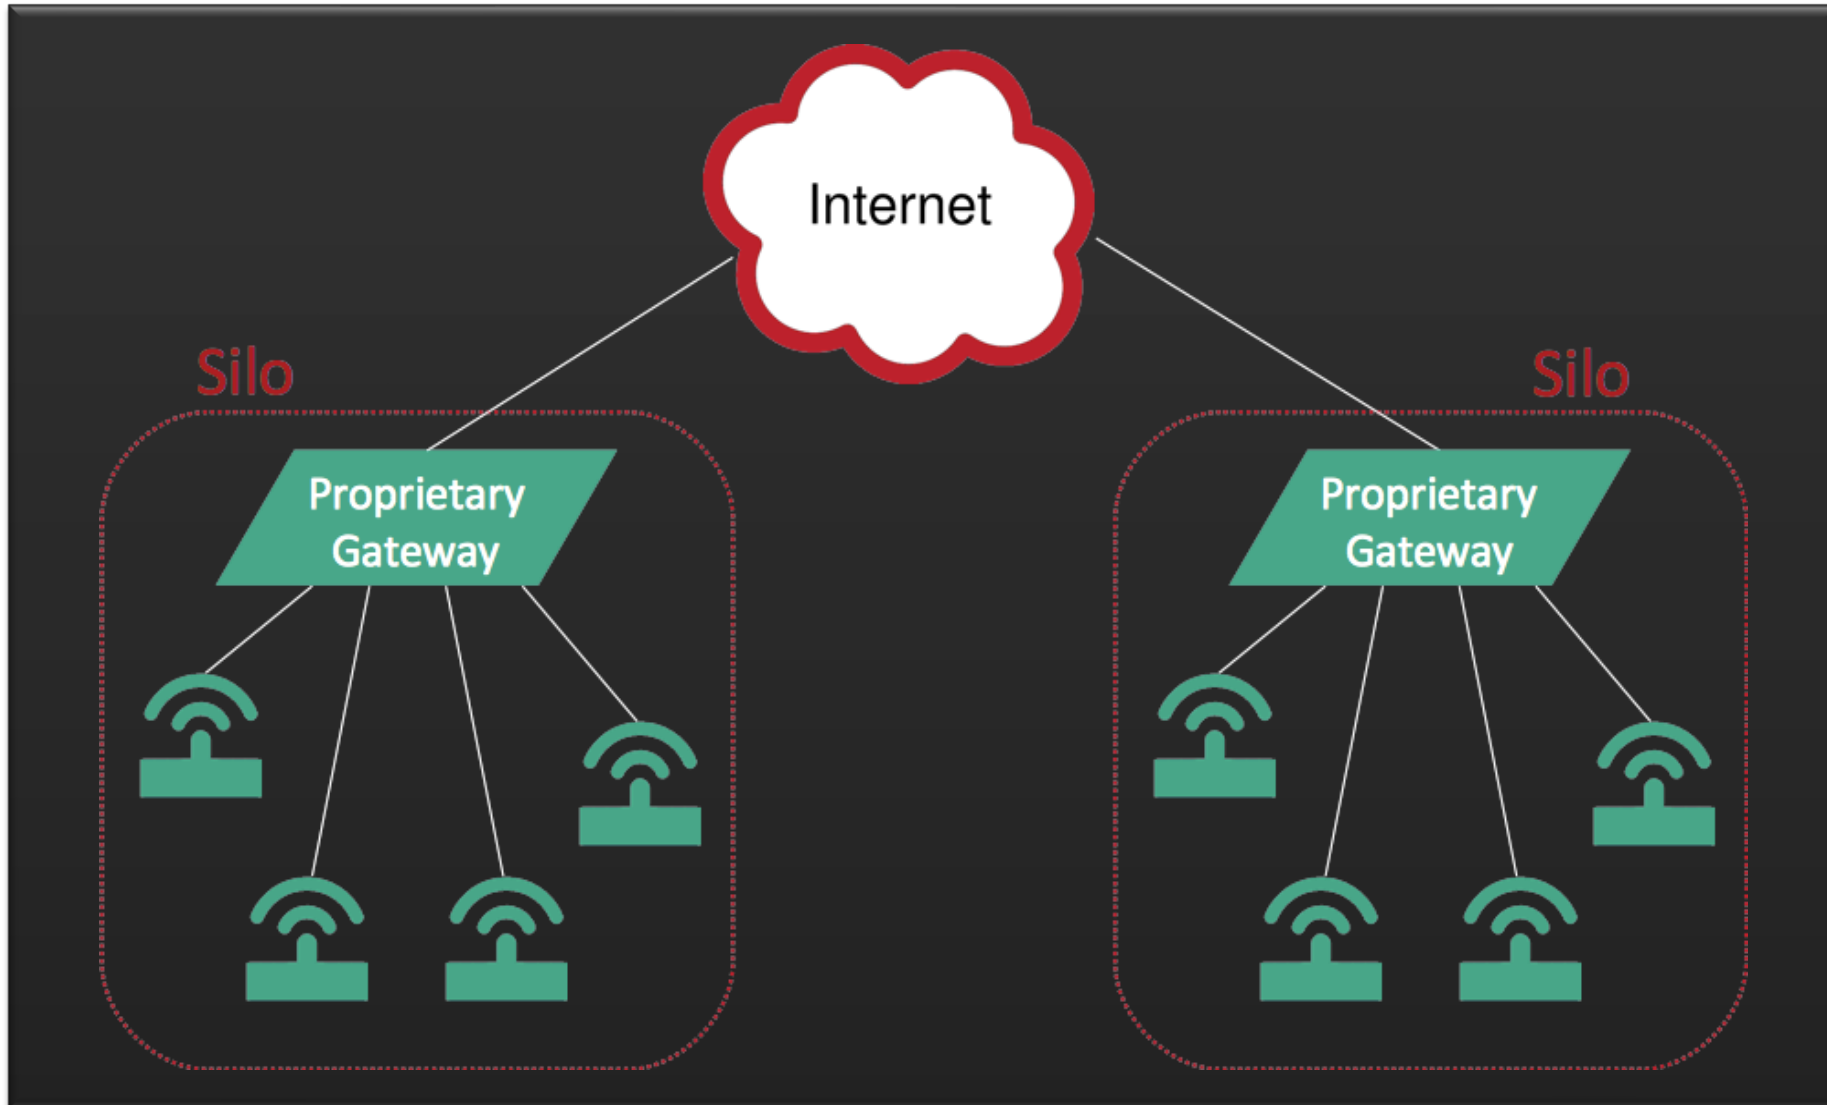 Internet
Silo
Silo
Proprietary
Gateway
Proprietary
Gateway